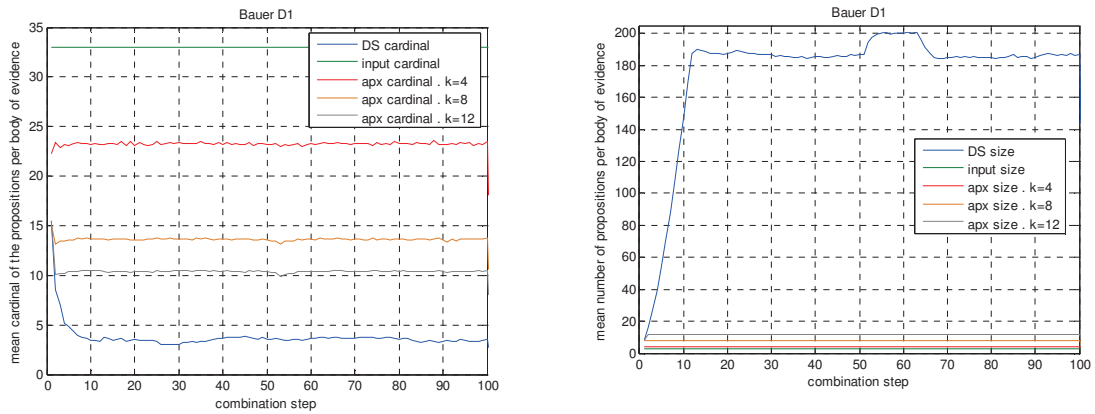 Bauer D1
35
30
25
20
15
10
5
0
mean cardinal of the propositions per body of evidence
DS cardinal
input cardinal
apx cardinal . k=4
apx cardinal . k=8
apx cardinal . k=12
0 10 20 30 40 50 60 70 80 90 100
combination step
Bauer D1
200
180
160
140
120
100
80
60
40
20
0
mean number of propositions per body of evidence
DS size
input size
apx size . k=4
apx size . k=8
apx size . k=12
0 10 20 30 40 50 60 70 80 90 100
combination step